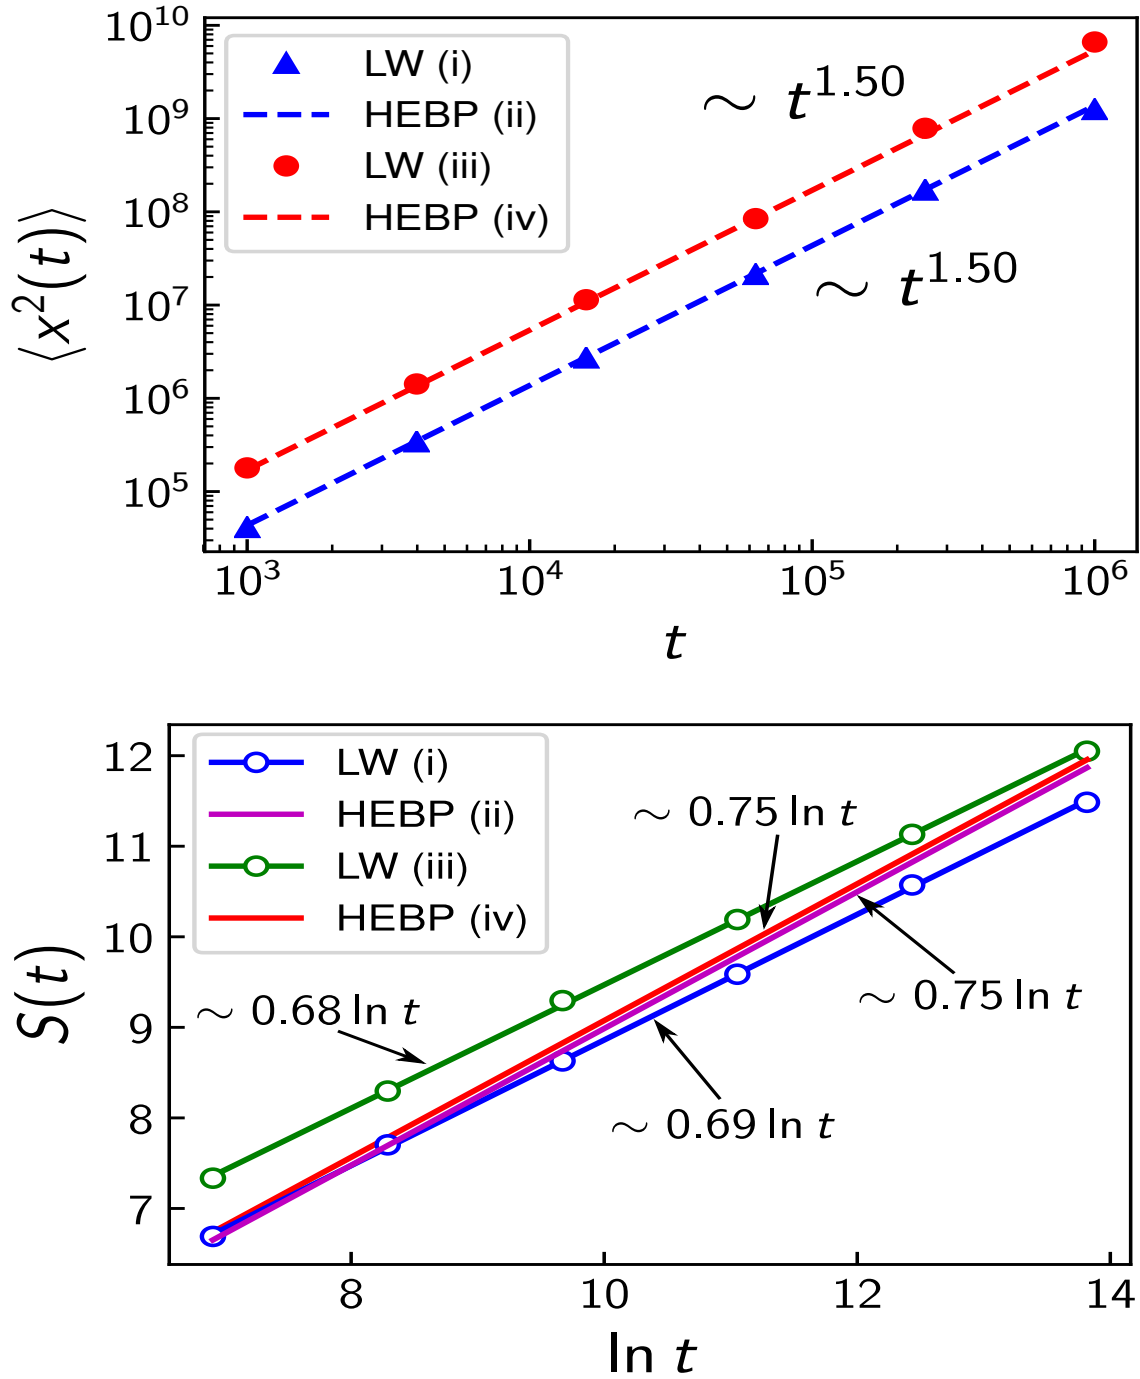 10^10
10^9
10^8
10^7
10^6
10^5
⟨x^2(t)⟩
LW (i)
HEBP (ii)
LW (iii)
HEBP (iv)
∼ t^1.50
∼ t^1.50
10^3 10^4 10^5 10^6
t
12
11
10
9
8
7
S(t)
LW (i)
HEBP (ii)
LW (iii)
HEBP (iv)
∼ 0.75 ln t
∼ 0.68 ln t
∼ 0.75 ln t
∼ 0.69 ln t
8 10 12 14
ln t